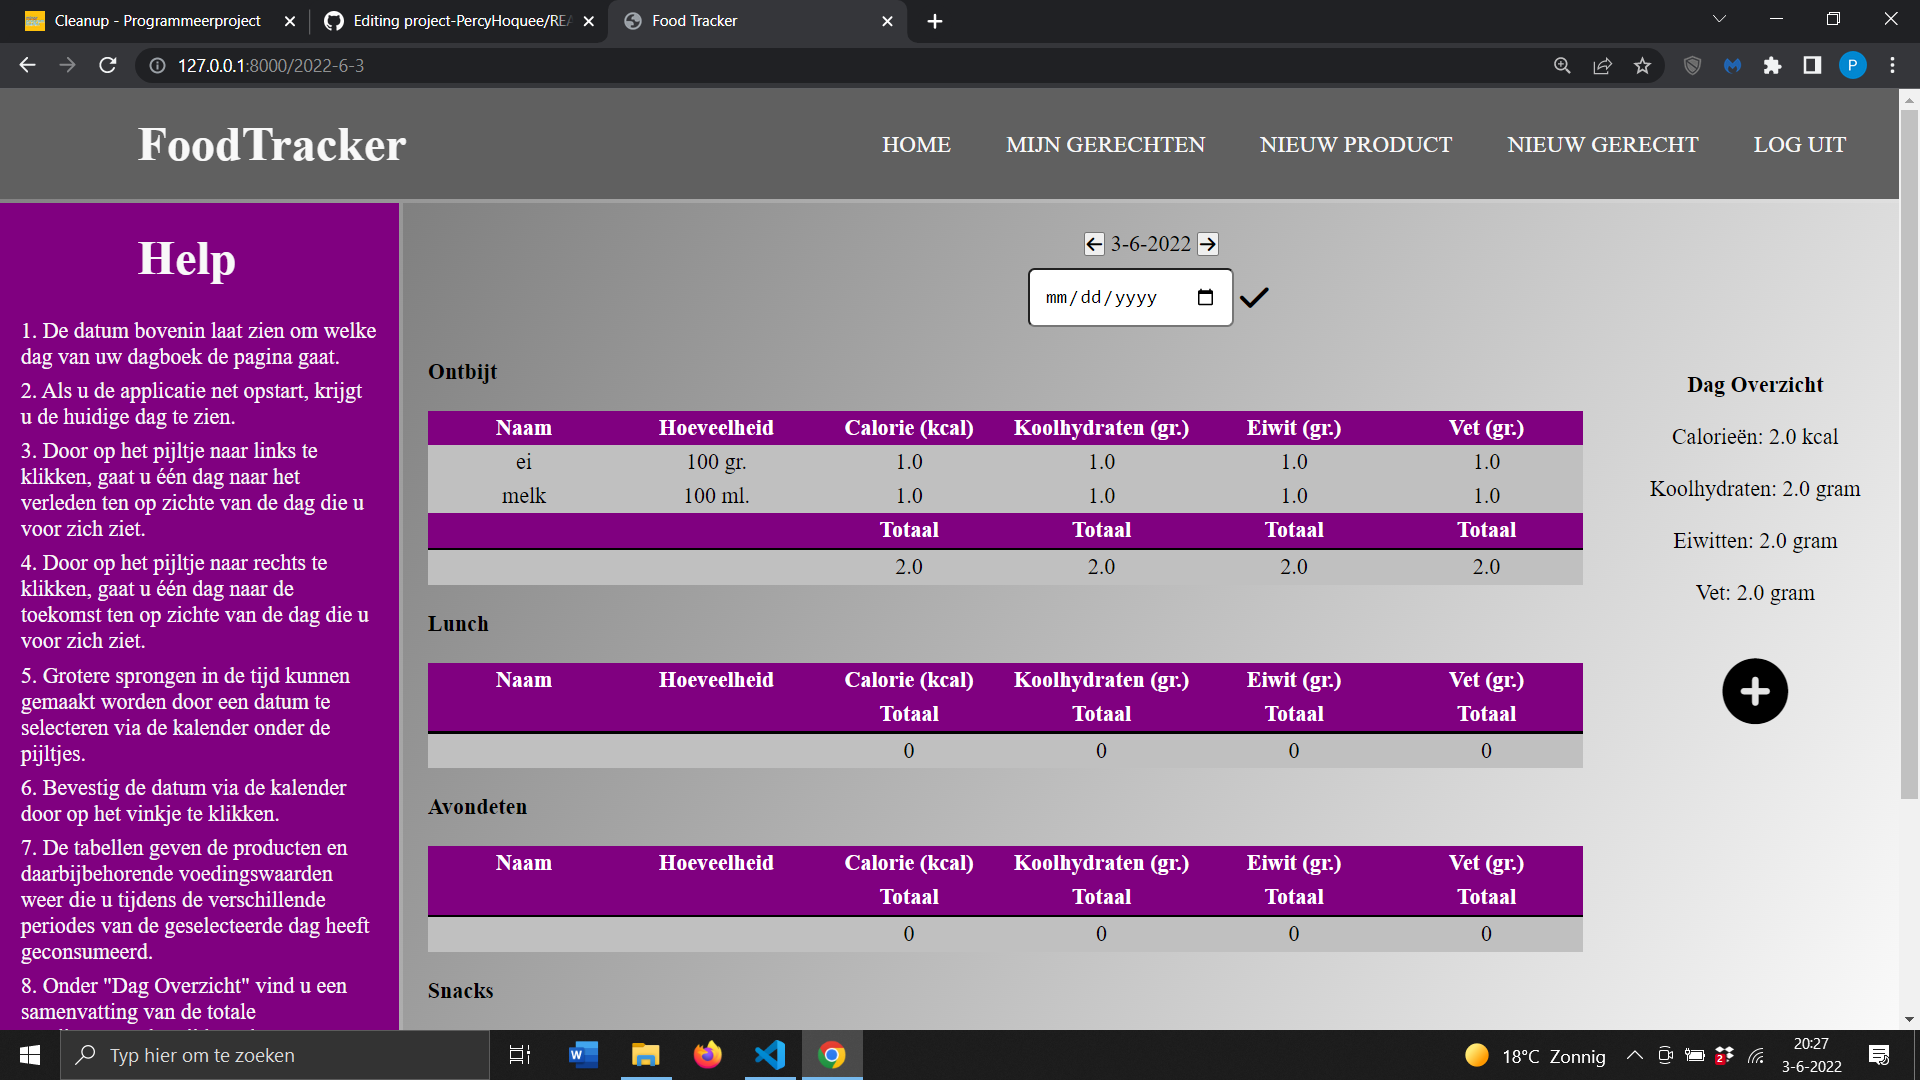 Cleanup - Programmeerproject
Editing project-PercyHoquee/REA
Food Tracker
127.0.0.1:8000/2022-6-3
P
FoodTracker
HOME
MIJN GERECHTEN
NIEUW PRODUCT
NIEUW GERECHT
LOG UIT
Help
1. De datum bovenin laat zien om welke
dag van uw dagboek de pagina gaat.
2. Als u de applicatie net opstart, krijgt
u de huidige dag te zien.
3. Door op het pijltje naar links te
klikken, gaat u één dag naar het
verleden ten op zichte van de dag die u
voor zich ziet.
4. Door op het pijltje naar rechts te
klikken, gaat u één dag naar de
toekomst ten op zichte van de dag die u
voor zich ziet.
5. Grotere sprongen in de tijd kunnen
gemaakt worden door een datum te
selecteren via de kalender onder de
pijltjes.
6. Bevestig de datum via de kalender
door op het vinkje te klikken.
7. De tabellen geven de producten en
daarbijbehorende voedingswaarden
weer die u tijdens de verschillende
periodes van de geselecteerde dag heeft
geconsumeerd.
8. Onder "Dag Overzicht" vind u een
samenvatting van de totale
3-6-2022
mm/dd/yyyy
Ontbijt
Naam Hoeveelheid Calorie (kcal) Koolhydraten (gr.) Eiwit (gr.) Vet (gr.)
ei 100 gr. 1.0 1.0 1.0 1.0
melk 100 ml. 1.0 1.0 1.0 1.0
Totaal Totaal Totaal Totaal
2.0 2.0 2.0 2.0
Lunch
Naam Hoeveelheid Calorie (kcal) Koolhydraten (gr.) Eiwit (gr.) Vet (gr.)
Totaal Totaal Totaal Totaal
0 0 0 0
Avondeten
Naam Hoeveelheid Calorie (kcal) Koolhydraten (gr.) Eiwit (gr.) Vet (gr.)
Totaal Totaal Totaal Totaal
0 0 0 0
Snacks
Dag Overzicht
Calorieën: 2.0 kcal
Koolhydraten: 2.0 gram
Eiwitten: 2.0 gram
Vet: 2.0 gram
Typ hier om te zoeken
W
18°C Zonnig
2
20:27
3-6-2022